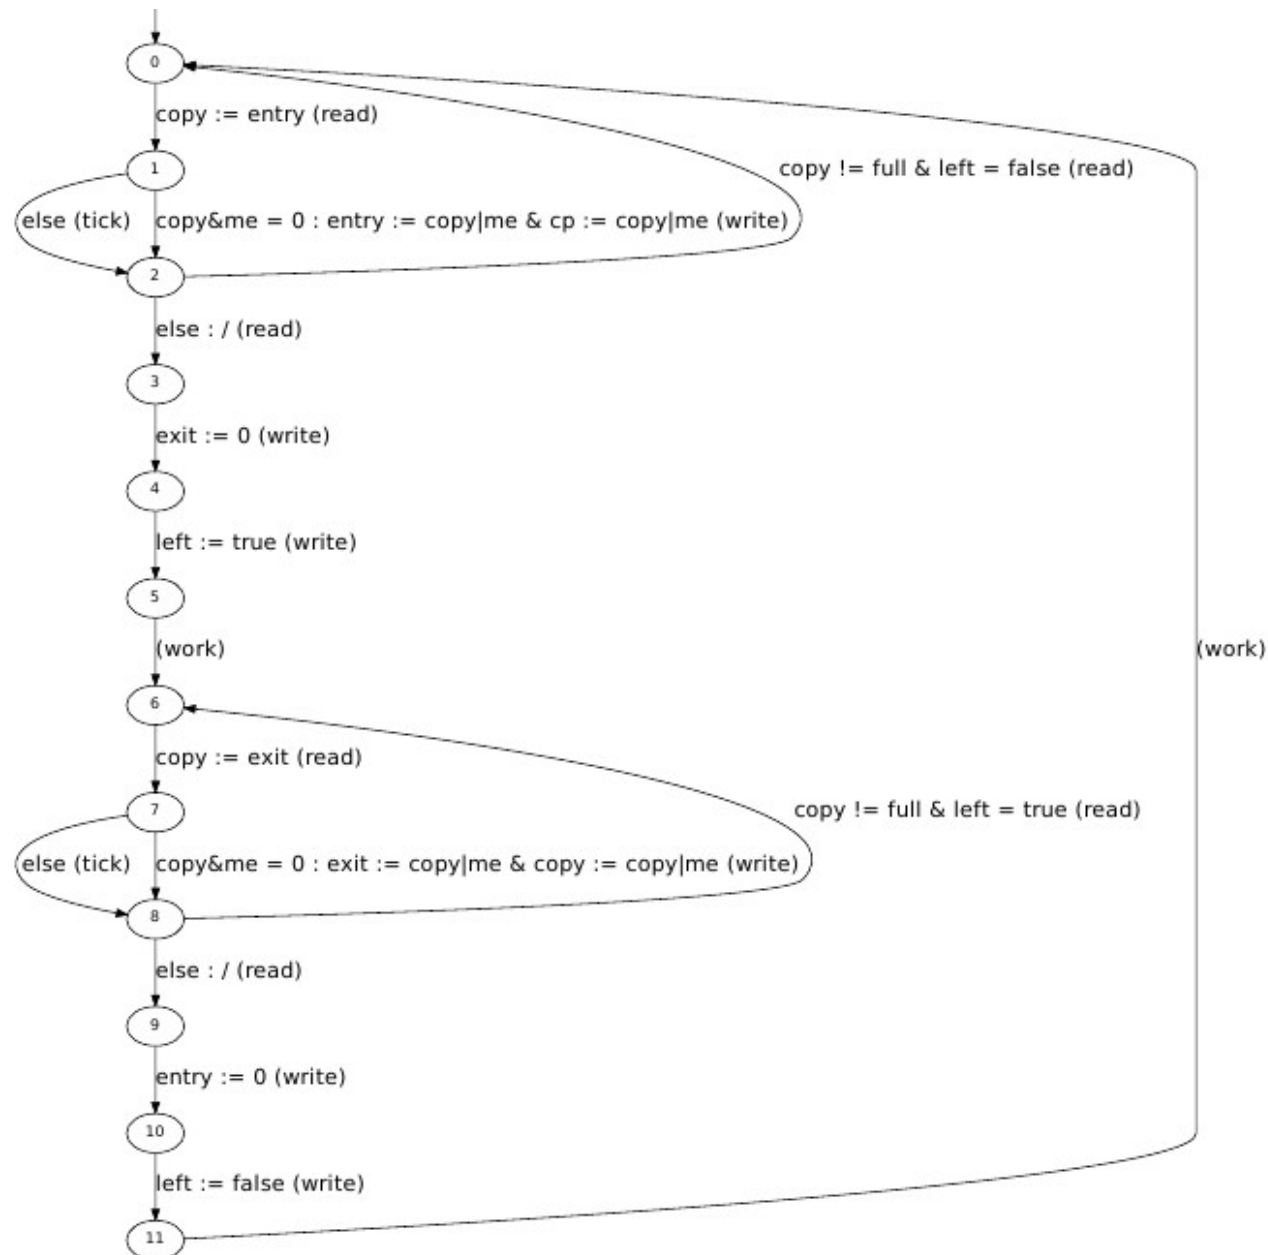 0
copy := entry (read)
1
copy != full & left = false (read)
else (tick)
copy&me = 0 : entry := copy|me & cp := copy|me (write)
2
else : / (read)
3
exit := 0 (write)
4
left := true (write)
5
(work)
(work)
6
copy := exit (read)
7
copy != full & left = true (read)
else (tick)
copy&me = 0 : exit := copy|me & copy := copy|me (write)
8
else : / (read)
9
entry := 0 (write)
10
left := false (write)
11